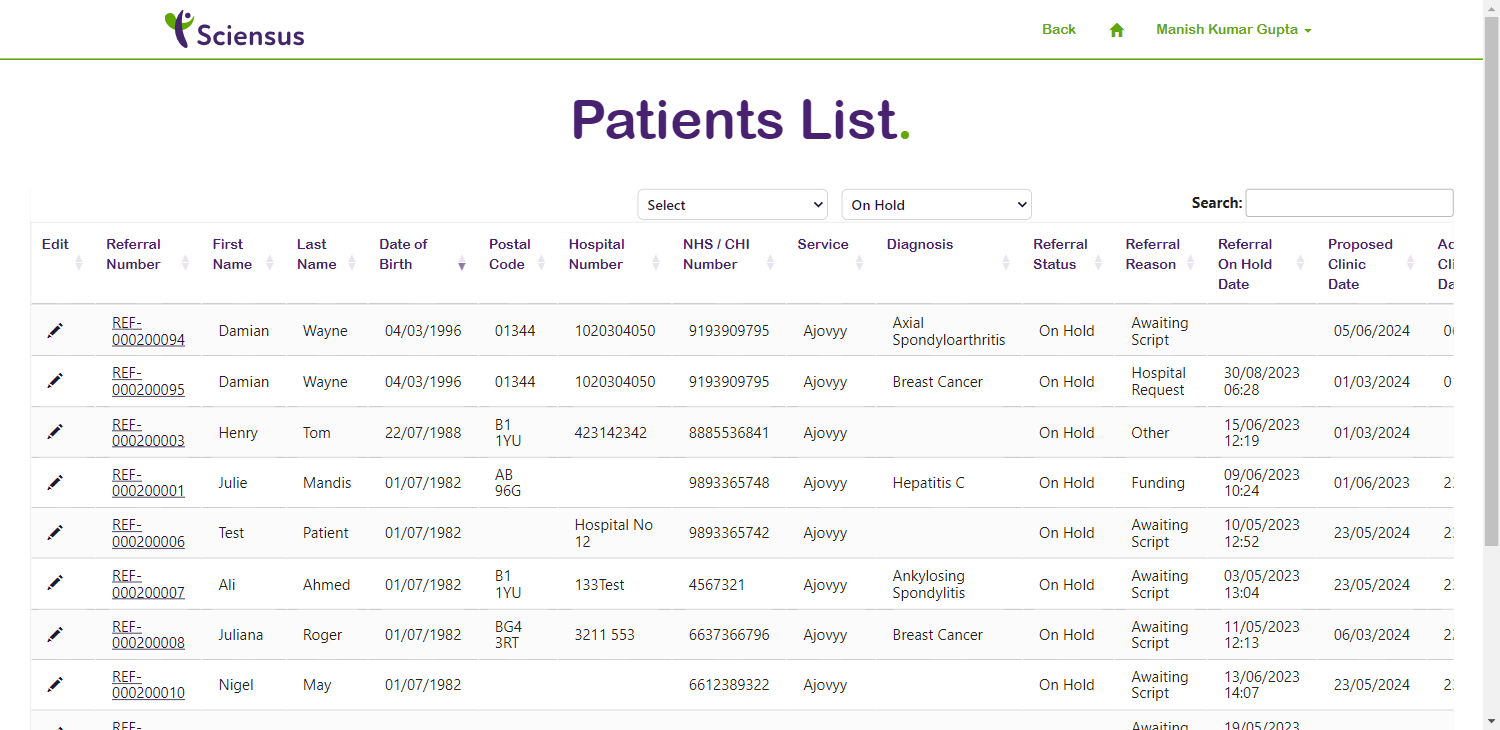 Sciensus
Back
Manish Kumar Gupta
Patients List.
Select
On Hold
Search:
Edit
Referral Number
First Name
Last Name
Date of Birth
Postal Code
Hospital Number
NHS / CHI Number
Service
Diagnosis
Referral Status
Referral Reason
Referral On Hold Date
Proposed Clinic Date
REF-000200094 Damian Wayne 04/03/1996 01344 1020304050 9193909795 Ajovyy Axial Spondyloarthritis On Hold Awaiting Script 05/06/2024
REF-000200095 Damian Wayne 04/03/1996 01344 1020304050 9193909795 Ajovyy Breast Cancer On Hold Hospital Request 30/08/2023 06:28 01/03/2024
REF-000200003 Henry Tom 22/07/1988 B1 1YU 423142342 8885536841 Ajovyy On Hold Other 15/06/2023 12:19 01/03/2024
REF-000200001 Julie Mandis 01/07/1982 AB 96G 9893365748 Ajovyy Hepatitis C On Hold Funding 09/06/2023 10:24 01/06/2023
REF-000200006 Test Patient 01/07/1982 Hospital No 12 9893365742 Ajovyy On Hold Awaiting Script 10/05/2023 12:52 23/05/2024
REF-000200007 Ali Ahmed 01/07/1982 B1 1YU 133Test 4567321 Ajovyy Ankylosing Spondylitis On Hold Awaiting Script 03/05/2023 13:04 23/05/2024
REF-000200008 Juliana Roger 01/07/1982 BG4 3RT 3211 553 6637366796 Ajovyy Breast Cancer On Hold Awaiting Script 11/05/2023 12:13 06/03/2024
REF-000200010 Nigel May 01/07/1982 6612389322 Ajovyy On Hold Awaiting Script 13/06/2023 14:07 23/05/2024
REF- Awaiting 19/05/2023